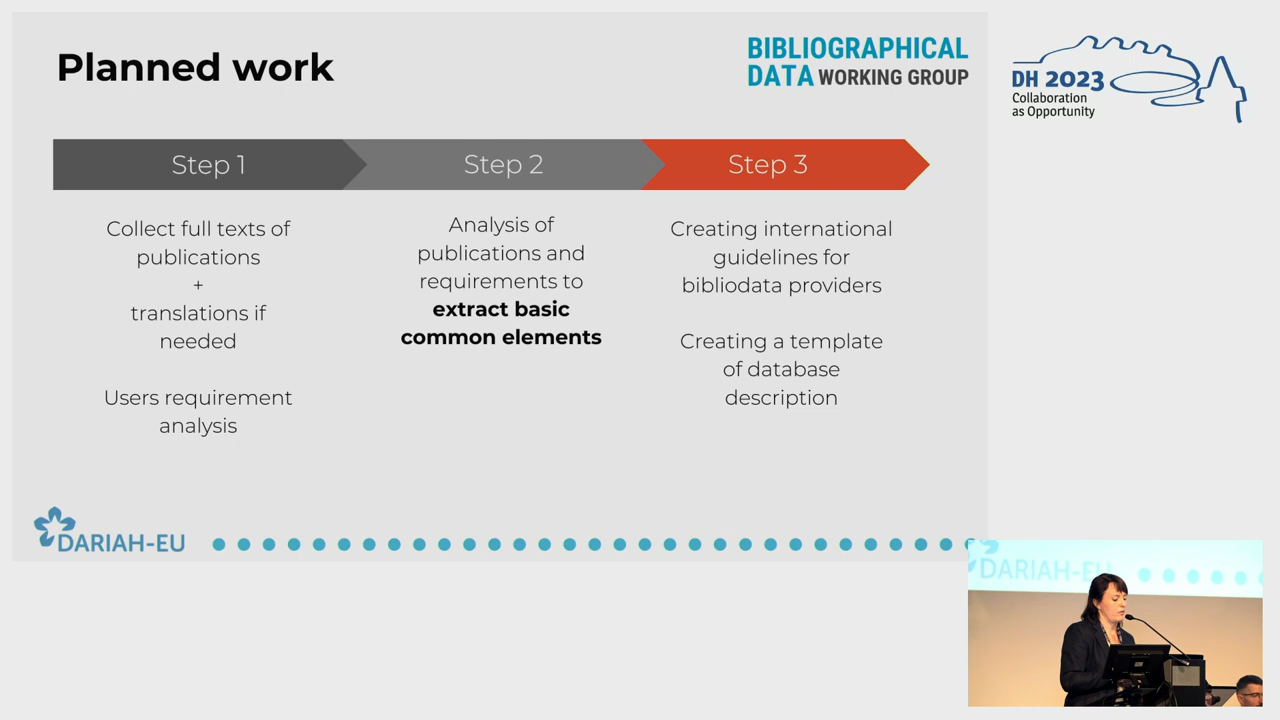 Planned work
BIBLIOGRAPHICAL
DATA WORKING GROUP
DH 2023
Collaboration
as Opportunity
Step 1
Step 2
Step 3
Collect full texts of
publications
+
translations if
needed
Users requirement
analysis
Analysis of
publications and
requirements to
extract basic
common elements
Creating international
guidelines for
bibliodata providers
Creating a template
of database
description
DARIAH-EU
DARIAH-EU